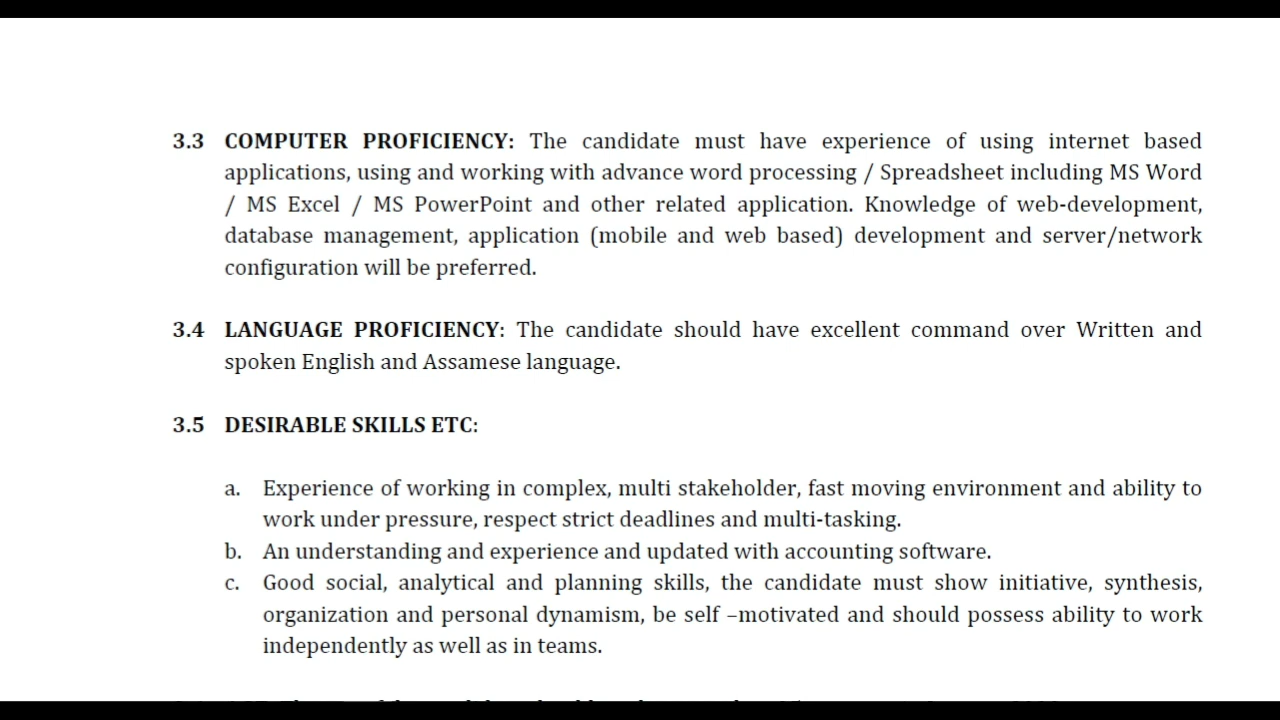 3.3 COMPUTER PROFICIENCY: The candidate must have experience of using internet based
applications, using and working with advance word processing / Spreadsheet including MS Word
/ MS Excel / MS PowerPoint and other related application. Knowledge of web-development,
database management, application (mobile and web based) development and server/network
configuration will be preferred.
3.4 LANGUAGE PROFICIENCY: The candidate should have excellent command over Written and
spoken English and Assamese language.
3.5 DESIRABLE SKILLS ETC:
a. Experience of working in complex, multi stakeholder, fast moving environment and ability to
work under pressure, respect strict deadlines and multi-tasking.
b. An understanding and experience and updated with accounting software.
c. Good social, analytical and planning skills, the candidate must show initiative, synthesis,
organization and personal dynamism, be self –motivated and should possess ability to work
independently as well as in teams.